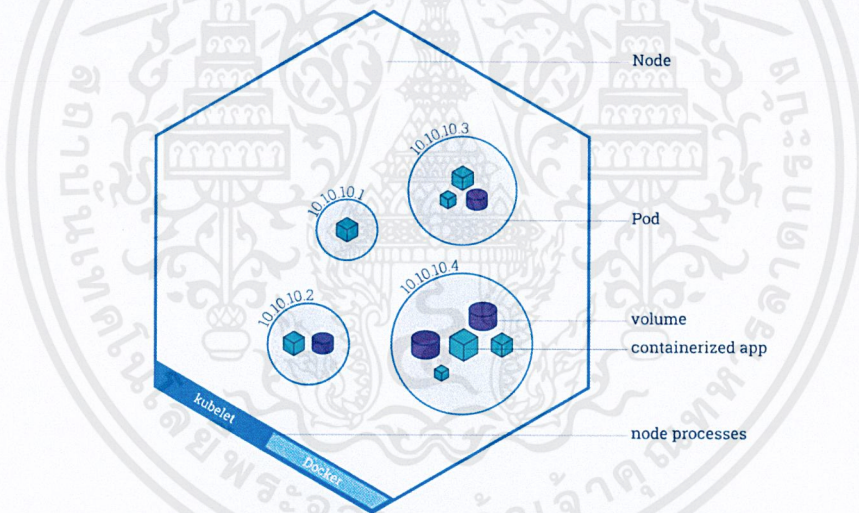 Node
10.10.10.3
10.10.10.1
Pod
10.10.10.4
10.10.10.2
volume
containerized app
kubelet
node processes
Docker